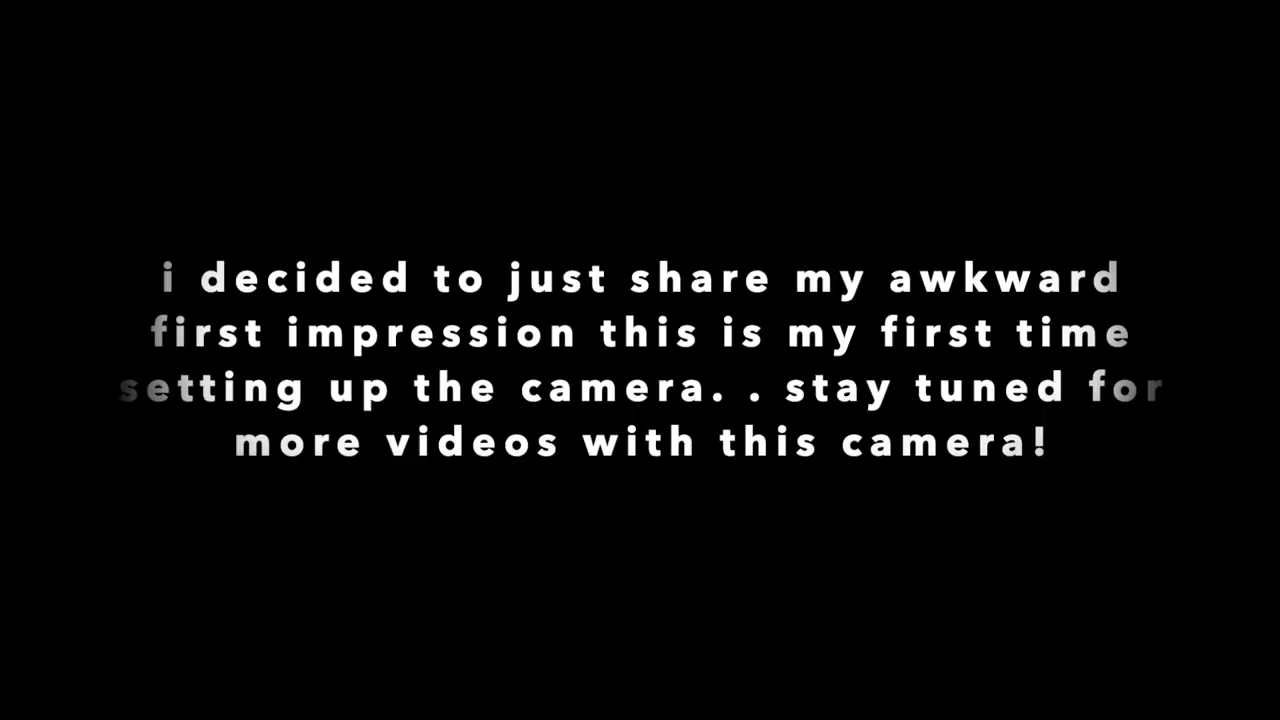 i decided to just share my awkward
first impression this is my first time
setting up the camera. . stay tuned for
more videos with this camera!